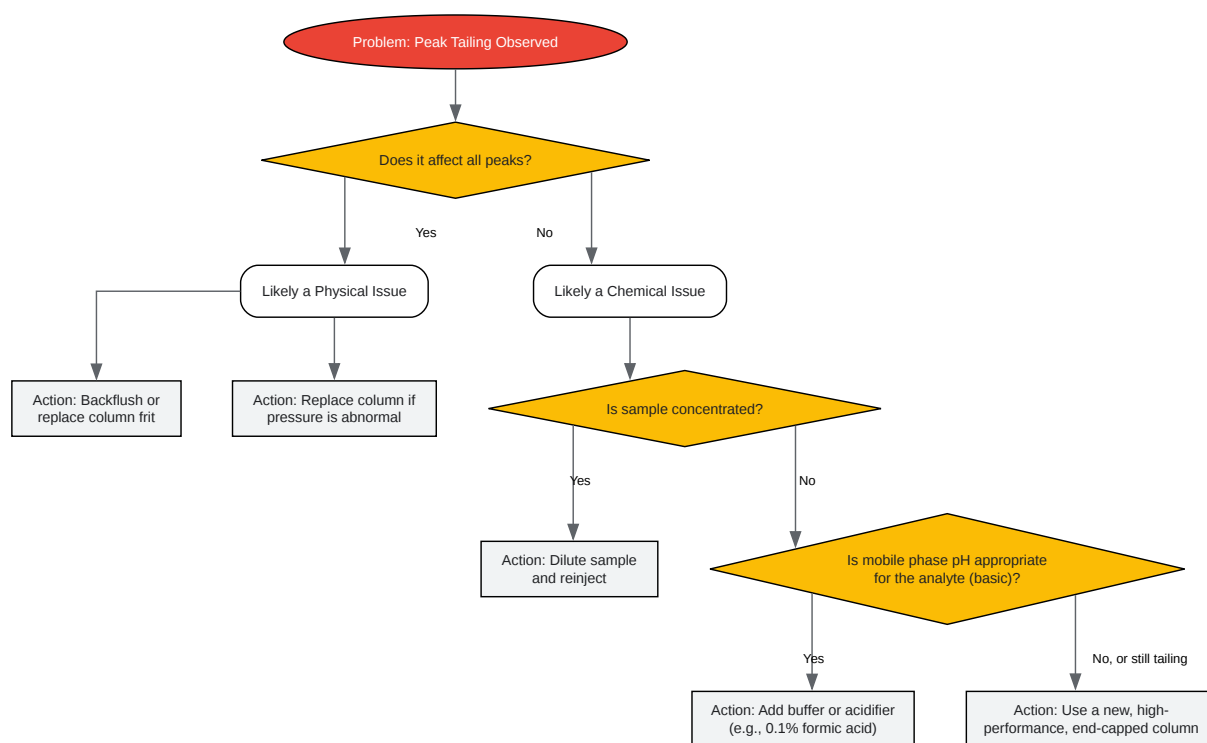 Problem: Peak Tailing Observed
Does it affect all peaks?
Yes
No
Likely a Physical Issue
Likely a Chemical Issue
Action: Backflush or
replace column frit
Action: Replace column if
pressure is abnormal
Is sample concentrated?
Yes
No
Action: Dilute sample
and reinject
Is mobile phase pH appropriate
for the analyte (basic)?
Yes
No, or still tailing
Action: Add buffer or acidifier
(e.g., 0.1% formic acid)
Action: Use a new, high-
performance, end-capped column